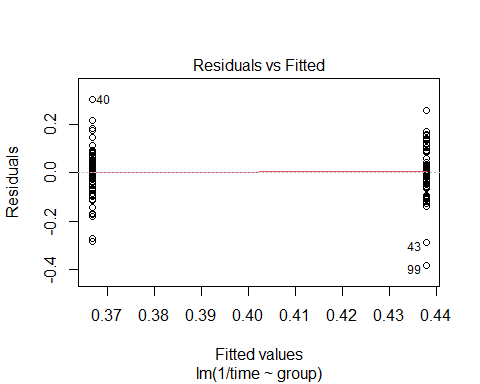 Residuals vs Fitted
Residuals
0.2
0.0
-0.2
-0.4
40
43
99
0.37 0.38 0.39 0.40 0.41 0.42 0.43 0.44
Fitted values
lm(1/time ~ group)